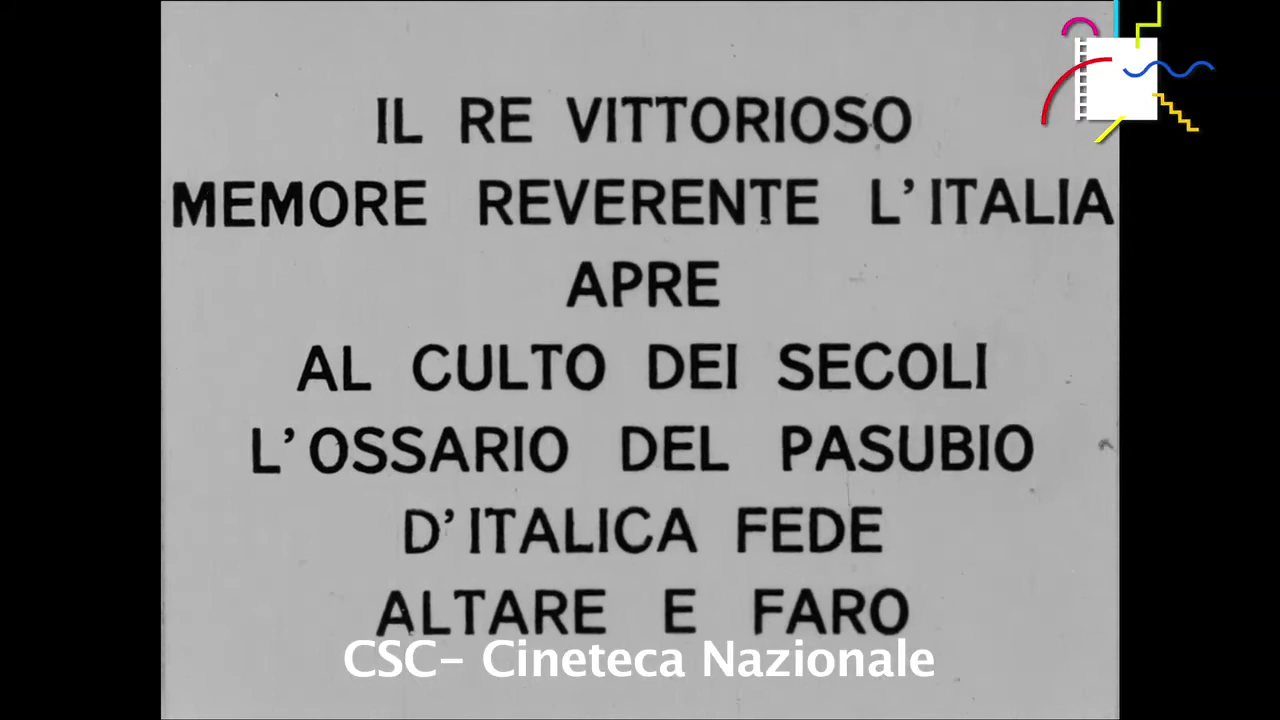 IL RE VITTORIOSO
MEMORE REVERENTE L'ITALIA
APRE
AL CULTO DEI SECOLI
L'OSSARIO DEL PASUBIO
D'ITALICA FEDE
ALTARE E FARO
CSC- Cineteca Nazionale